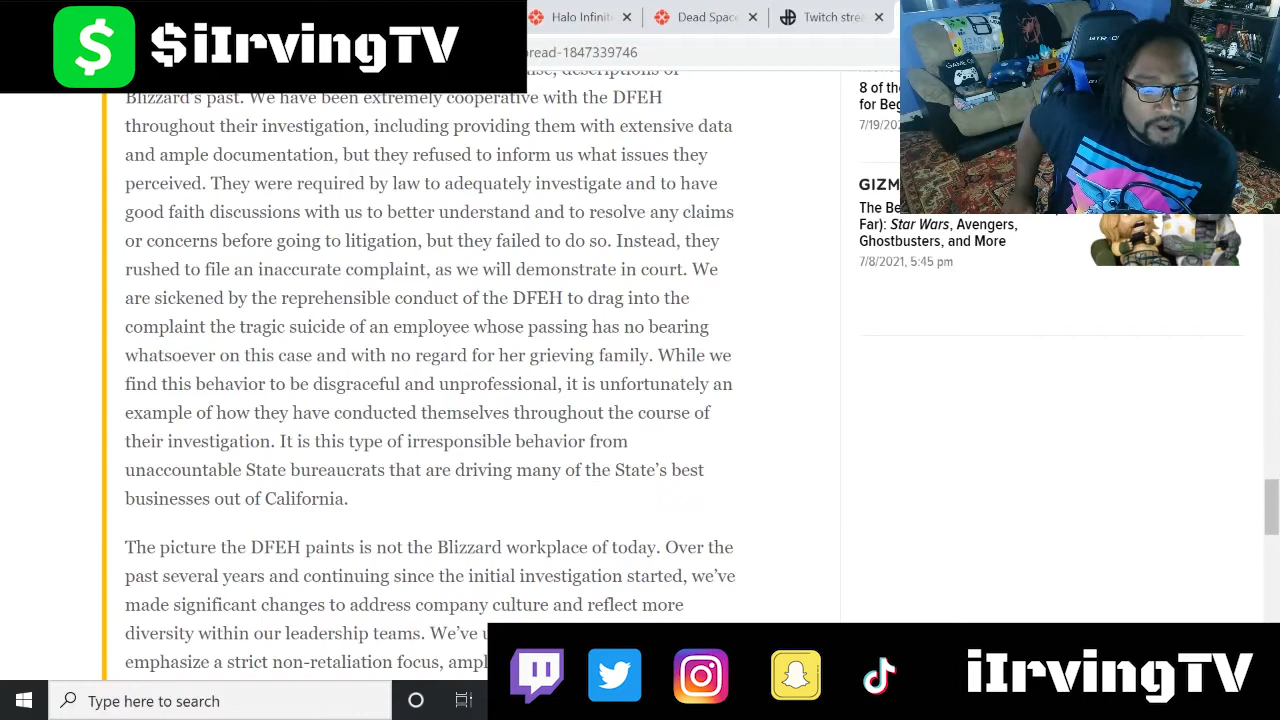 $iIrvingTV
Halo Infinit
Dead Space
Twitch strea
read-1847339746
descriptions of
Blizzard's past. We have been extremely cooperative with the DFEH
throughout their investigation, including providing them with extensive data
and ample documentation, but they refused to inform us what issues they
perceived. They were required by law to adequately investigate and to have
good faith discussions with us to better understand and to resolve any claims
or concerns before going to litigation, but they failed to do so. Instead, they
rushed to file an inaccurate complaint, as we will demonstrate in court. We
are sickened by the reprehensible conduct of the DFEH to drag into the
complaint the tragic suicide of an employee whose passing has no bearing
whatsoever on this case and with no regard for her grieving family. While we
find this behavior to be disgraceful and unprofessional, it is unfortunately an
example of how they have conducted themselves throughout the course of
their investigation. It is this type of irresponsible behavior from
unaccountable State bureaucrats that are driving many of the State's best
businesses out of California.
The picture the DFEH paints is not the Blizzard workplace of today. Over the
past several years and continuing since the initial investigation started, we've
made significant changes to address company culture and reflect more
diversity within our leadership teams. We've u
emphasize a strict non-retaliation focus, ampl
8 of the
for Beg
7/19/202
GIZM
The Be
Far): Star Wars, Avengers,
Ghostbusters, and More
7/8/2021, 5:45 pm
iIrvingTV
Type here to search